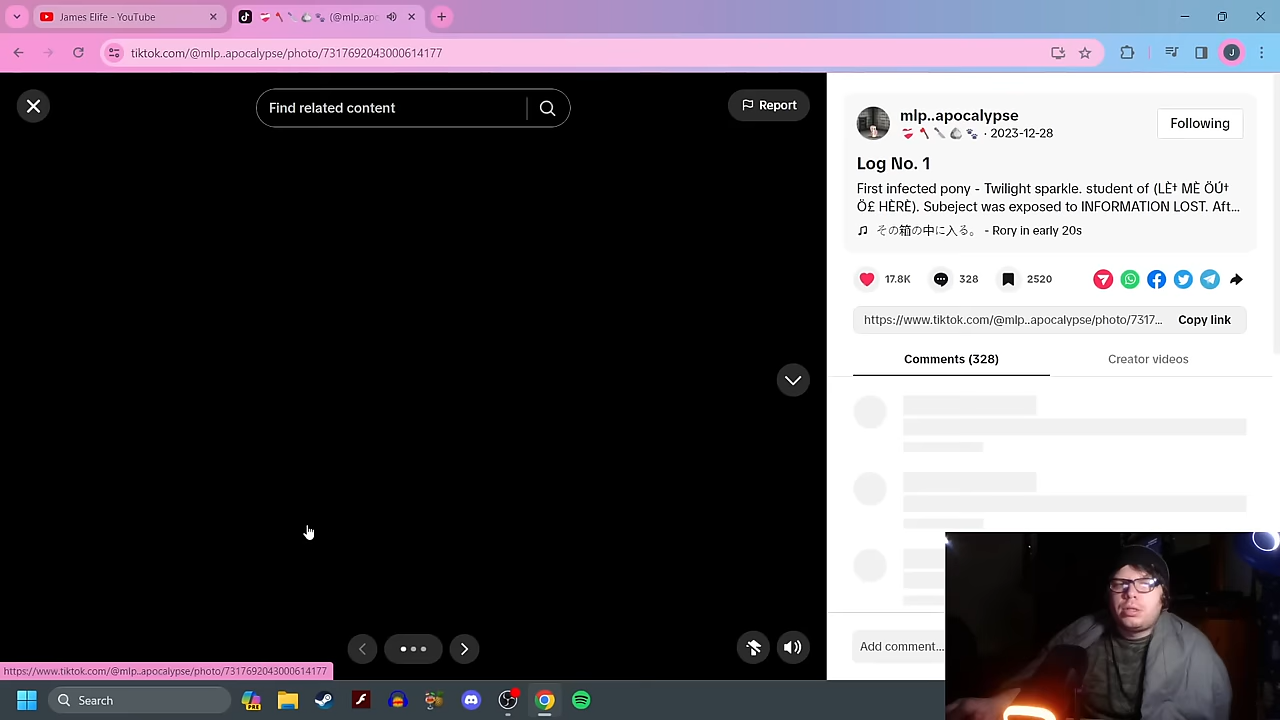 James Elife - YouTube
(@mlp..apo
tiktok.com/@mlp..apocalypse/photo/7317692043000614177
J
Find related content
Report
mlp..apocalypse
· 2023-12-28
Following
Log No. 1
First infected pony - Twilight sparkle. student of (LÈ† MÈ ÖÚ†
Ö£ HÈRÈ). Subeject was exposed to INFORMATION LOST. Aft...
その箱の中に入る。 - Rory in early 20s
17.8K
328
2520
https://www.tiktok.com/@mlp..apocalypse/photo/7317...
Copy link
Comments (328)
Creator videos
Add comment...
https://www.tiktok.com/@mlp..apocalypse/photo/7317692043000614177
Search
PRE